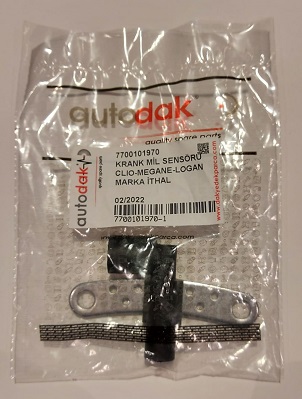 autodak
quality spare parts
autodak
7700101970
KRANK MİL SENSÖRÜ
CLIO-MEGANE-LOGAN
MARKA İTHAL
02/2022
7700101970-1